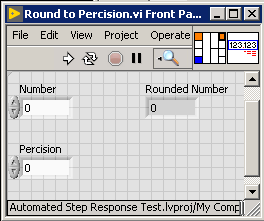 Round to Percision.vi Front Pa...
File Edit View Project Operate
123.123
Number
Rounded Number
0
0
Percision
0
Automated Step Response Test.lvproj/My Comp